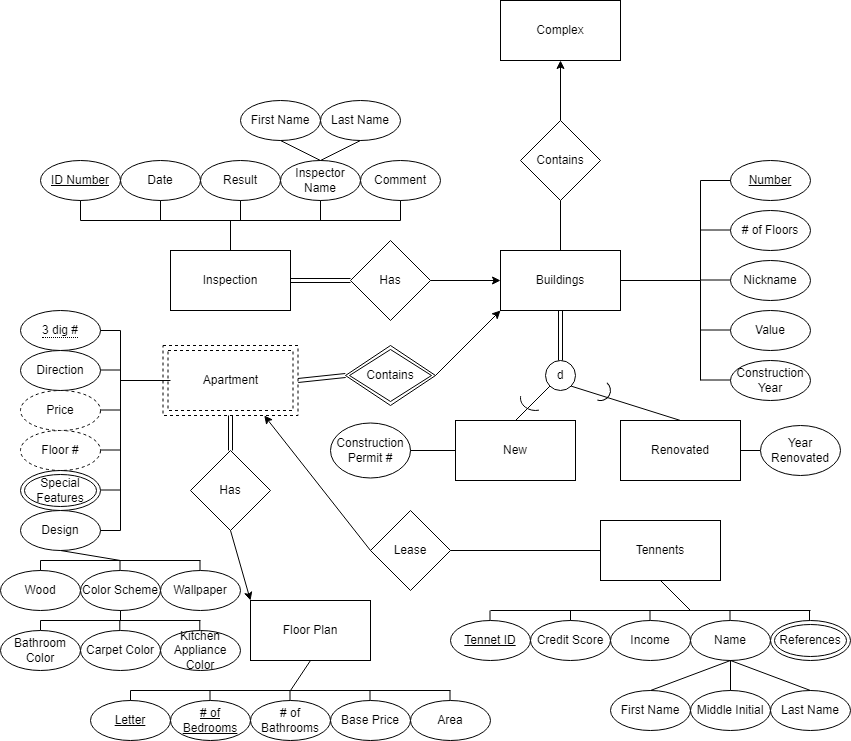 Complex
First Name
Last Name
Contains
ID Number
Date
Result
Inspector
Name
Comment
Number
# of Floors
Inspection
Has
Buildings
Nickname
3 dig #
Value
Direction
Apartment
Contains
d
Construction
Year
Price
Floor #
Construction
Permit #
New
Renovated
Year
Renovated
Special
Features
Has
Design
Lease
Tennents
Wood
Color Scheme
Wallpaper
Floor Plan
Bathroom
Color
Carpet Color
Kitchen
Appliance
Color
Tennet ID
Credit Score
Income
Name
References
Letter
# of
Bedrooms
# of
Bathrooms
Base Price
Area
First Name
Middle Initial
Last Name